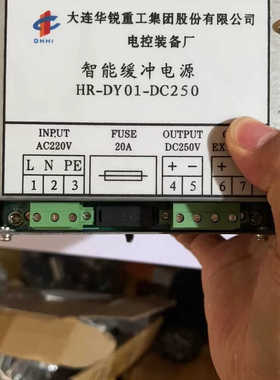 大连华锐重工集团股份有限公司
电控装备厂
DHHI
智能缓冲电源
HR-DY01-DC250
INPUT
AC220V
FUSE
20A
OUTPUT
DC250V
L N PE
+ -
+
1 2 3
4 5
6 7